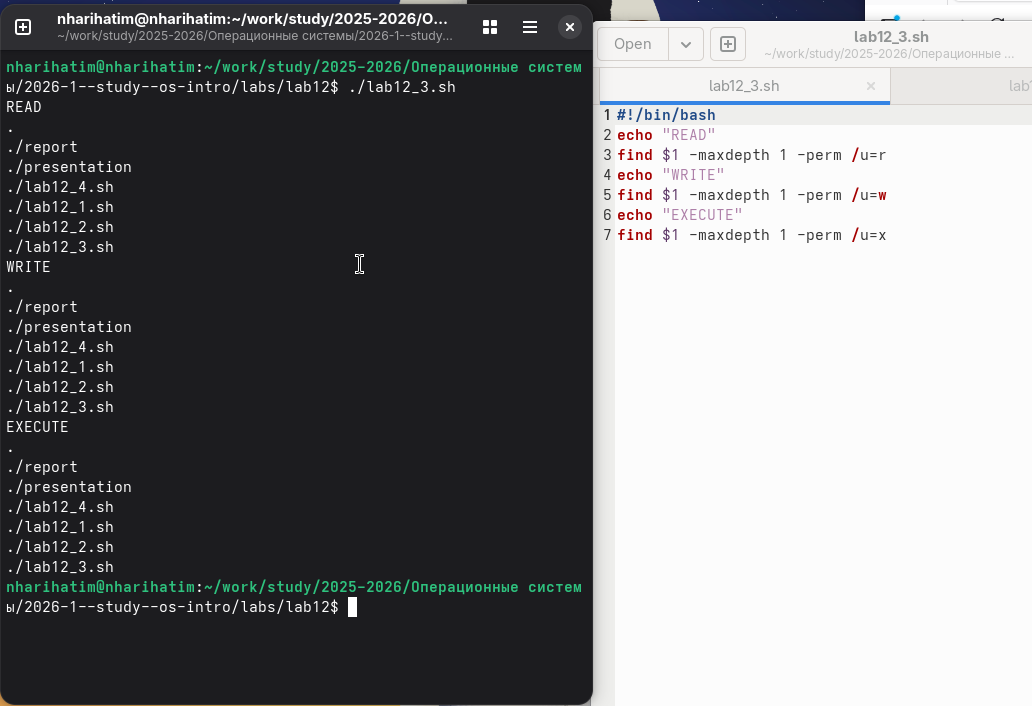 nharihatim@nharihatim:~/work/study/2025-2026/О...
~/work/study/2025-2026/Операционные системы/2026-1--study...
nharihatim@nharihatim:~/work/study/2025-2026/Операционные систем
ы/2026-1--study--os-intro/labs/lab12$ ./lab12_3.sh
READ
.
./report
./presentation
./lab12_4.sh
./lab12_1.sh
./lab12_2.sh
./lab12_3.sh
WRITE
.
./report
./presentation
./lab12_4.sh
./lab12_1.sh
./lab12_2.sh
./lab12_3.sh
EXECUTE
.
./report
./presentation
./lab12_4.sh
./lab12_1.sh
./lab12_2.sh
./lab12_3.sh
nharihatim@nharihatim:~/work/study/2025-2026/Операционные систем
ы/2026-1--study--os-intro/labs/lab12$
Open
lab12_3.sh
~/work/study/2025-2026/Операционные ...
lab12_3.sh
lab1
1 #!/bin/bash
2 echo "READ"
3 find $1 -maxdepth 1 -perm /u=r
4 echo "WRITE"
5 find $1 -maxdepth 1 -perm /u=w
6 echo "EXECUTE"
7 find $1 -maxdepth 1 -perm /u=x